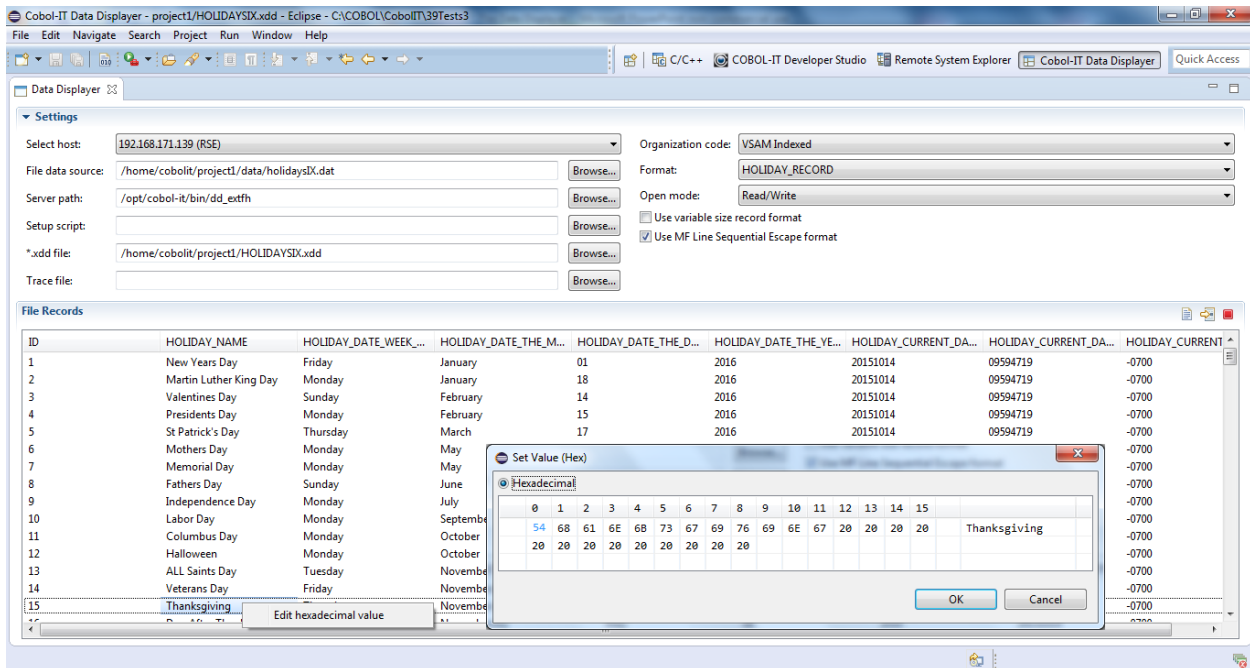 Cobol-IT Data Displayer - project1/HOLIDAYSIX.xdd - Eclipse - C:\COBOL\CobolIT\39Tests3
File Edit Navigate Search Project Run Window Help
C/C++ COBOL-IT Developer Studio Remote System Explorer Cobol-IT Data Displayer Quick Access
Data Displayer
Settings
Select host: 192.168.171.139 (RSE) Organization code: VSAM Indexed
File data source: /home/cobolit/project1/data/holidaysIX.dat Browse... Format: HOLIDAY_RECORD
Server path: /opt/cobol-it/bin/dd_extfh Browse... Open mode: Read/Write
Setup script: Browse... Use variable size record format
Use MF Line Sequential Escape format
*.xdd file: /home/cobolit/project1/HOLIDAYSIX.xdd Browse...
Trace file: Browse...
File Records
ID HOLIDAY_NAME HOLIDAY_DATE_WEEK_... HOLIDAY_DATE_THE_M... HOLIDAY_DATE_THE_D... HOLIDAY_DATE_THE_YE... HOLIDAY_CURRENT_DA... HOLIDAY_CURRENT_DA... HOLIDAY_CURRENT
1 New Years Day Friday January 01 2016 20151014 09594719 -0700
2 Martin Luther King Day Monday January 18 2016 20151014 09594719 -0700
3 Valentines Day Sunday February 14 2016 20151014 09594719 -0700
4 Presidents Day Monday February 15 2016 20151014 09594719 -0700
5 St Patrick's Day Thursday March 17 2016 20151014 09594719 -0700
6 Mothers Day Monday May -0700
7 Memorial Day Monday May -0700
8 Fathers Day Sunday June -0700
9 Independence Day Monday July -0700
10 Labor Day Monday Septembe -0700
11 Columbus Day Monday October -0700
12 Halloween Monday October -0700
13 ALL Saints Day Tuesday Novembe -0700
14 Veterans Day Friday Novembe -0700
15 Thanksgiving Novembe -0700
Edit hexadecimal value
Set Value (Hex)
Hexadecimal
0 1 2 3 4 5 6 7 8 9 10 11 12 13 14 15
54 68 61 6E 6B 73 67 69 76 69 6E 67 20 20 20 20 Thanksgiving
20 20 20 20 20 20 20 20 20
OK Cancel